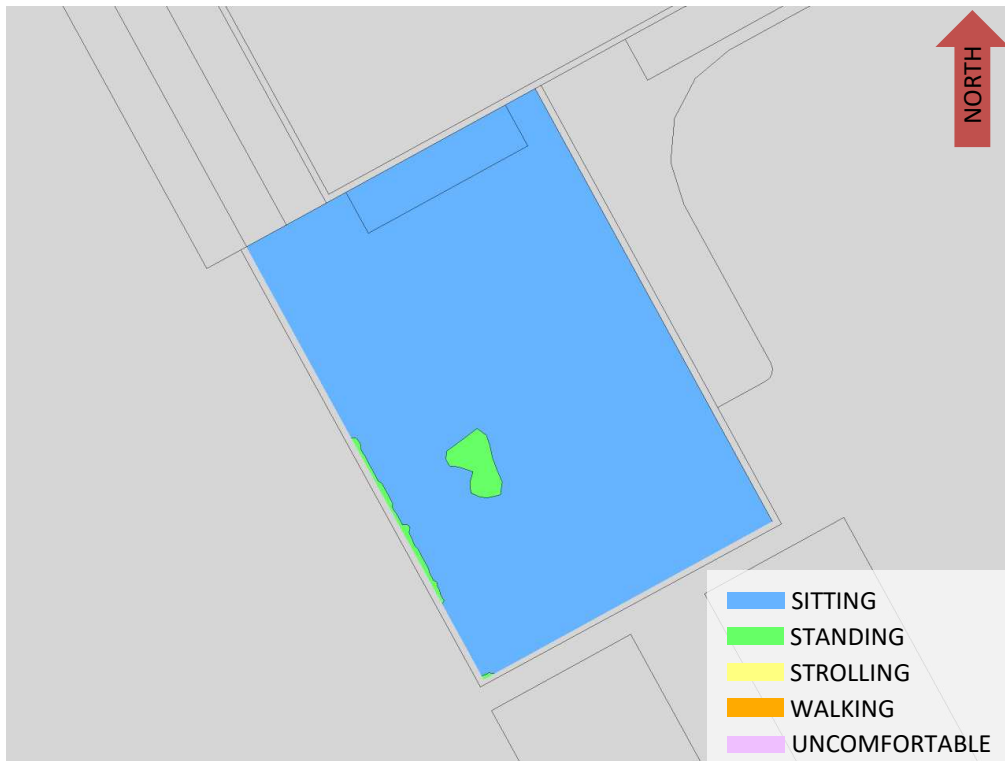 NORTH
SITTING
STANDING
STROLLING
WALKING
UNCOMFORTABLE